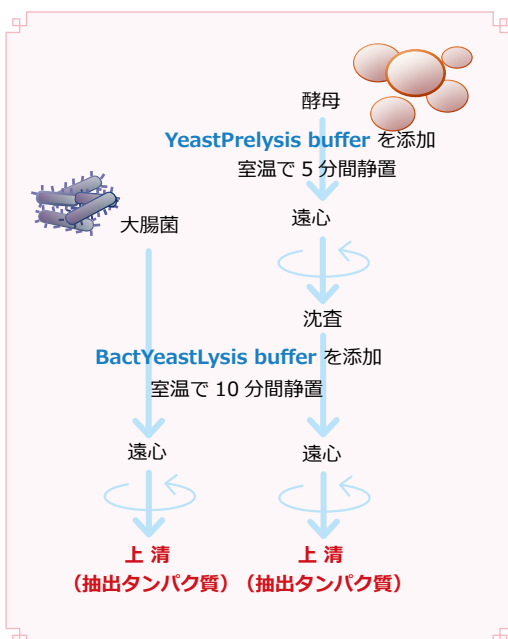 酵母
YeastPrelysis buffer を添加
室温で 5 分間静置
遠心
大腸菌
沈査
BactYeastLysis buffer を添加
室温で 10 分間静置
遠心
遠心
上 清
(抽出タンパク質)
上 清
(抽出タンパク質)